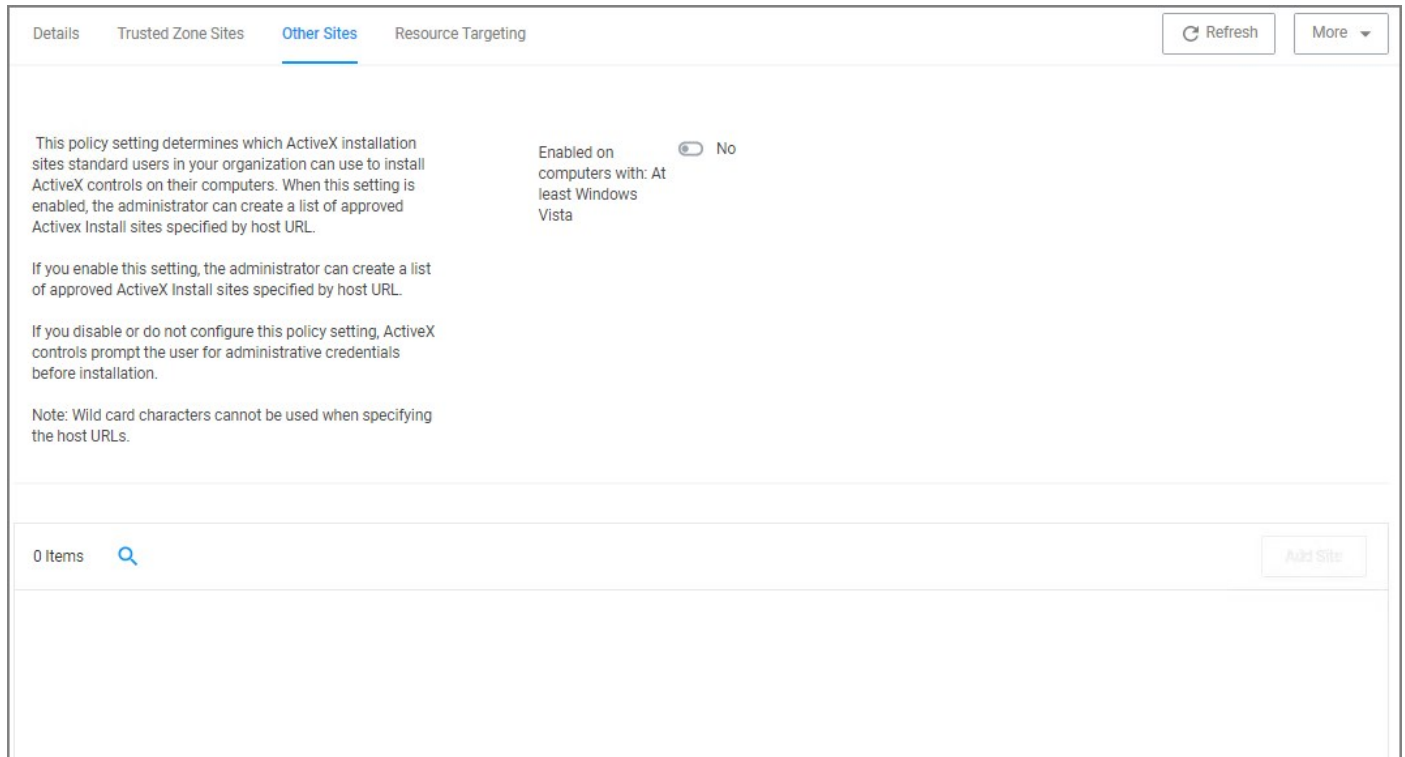 Details Trusted Zone Sites Other Sites Resource Targeting Refresh More
This policy setting determines which ActiveX installation
sites standard users in your organization can use to install
ActiveX controls on their computers. When this setting is
enabled, the administrator can create a list of approved
Activex Install sites specified by host URL.
If you enable this setting, the administrator can create a list
of approved ActiveX Install sites specified by host URL.
If you disable or do not configure this policy setting, ActiveX
controls prompt the user for administrative credentials
before installation.
Note: Wild card characters cannot be used when specifying
the host URLs.
Enabled on
computers with: At
least Windows
Vista
No
0 Items Add Site